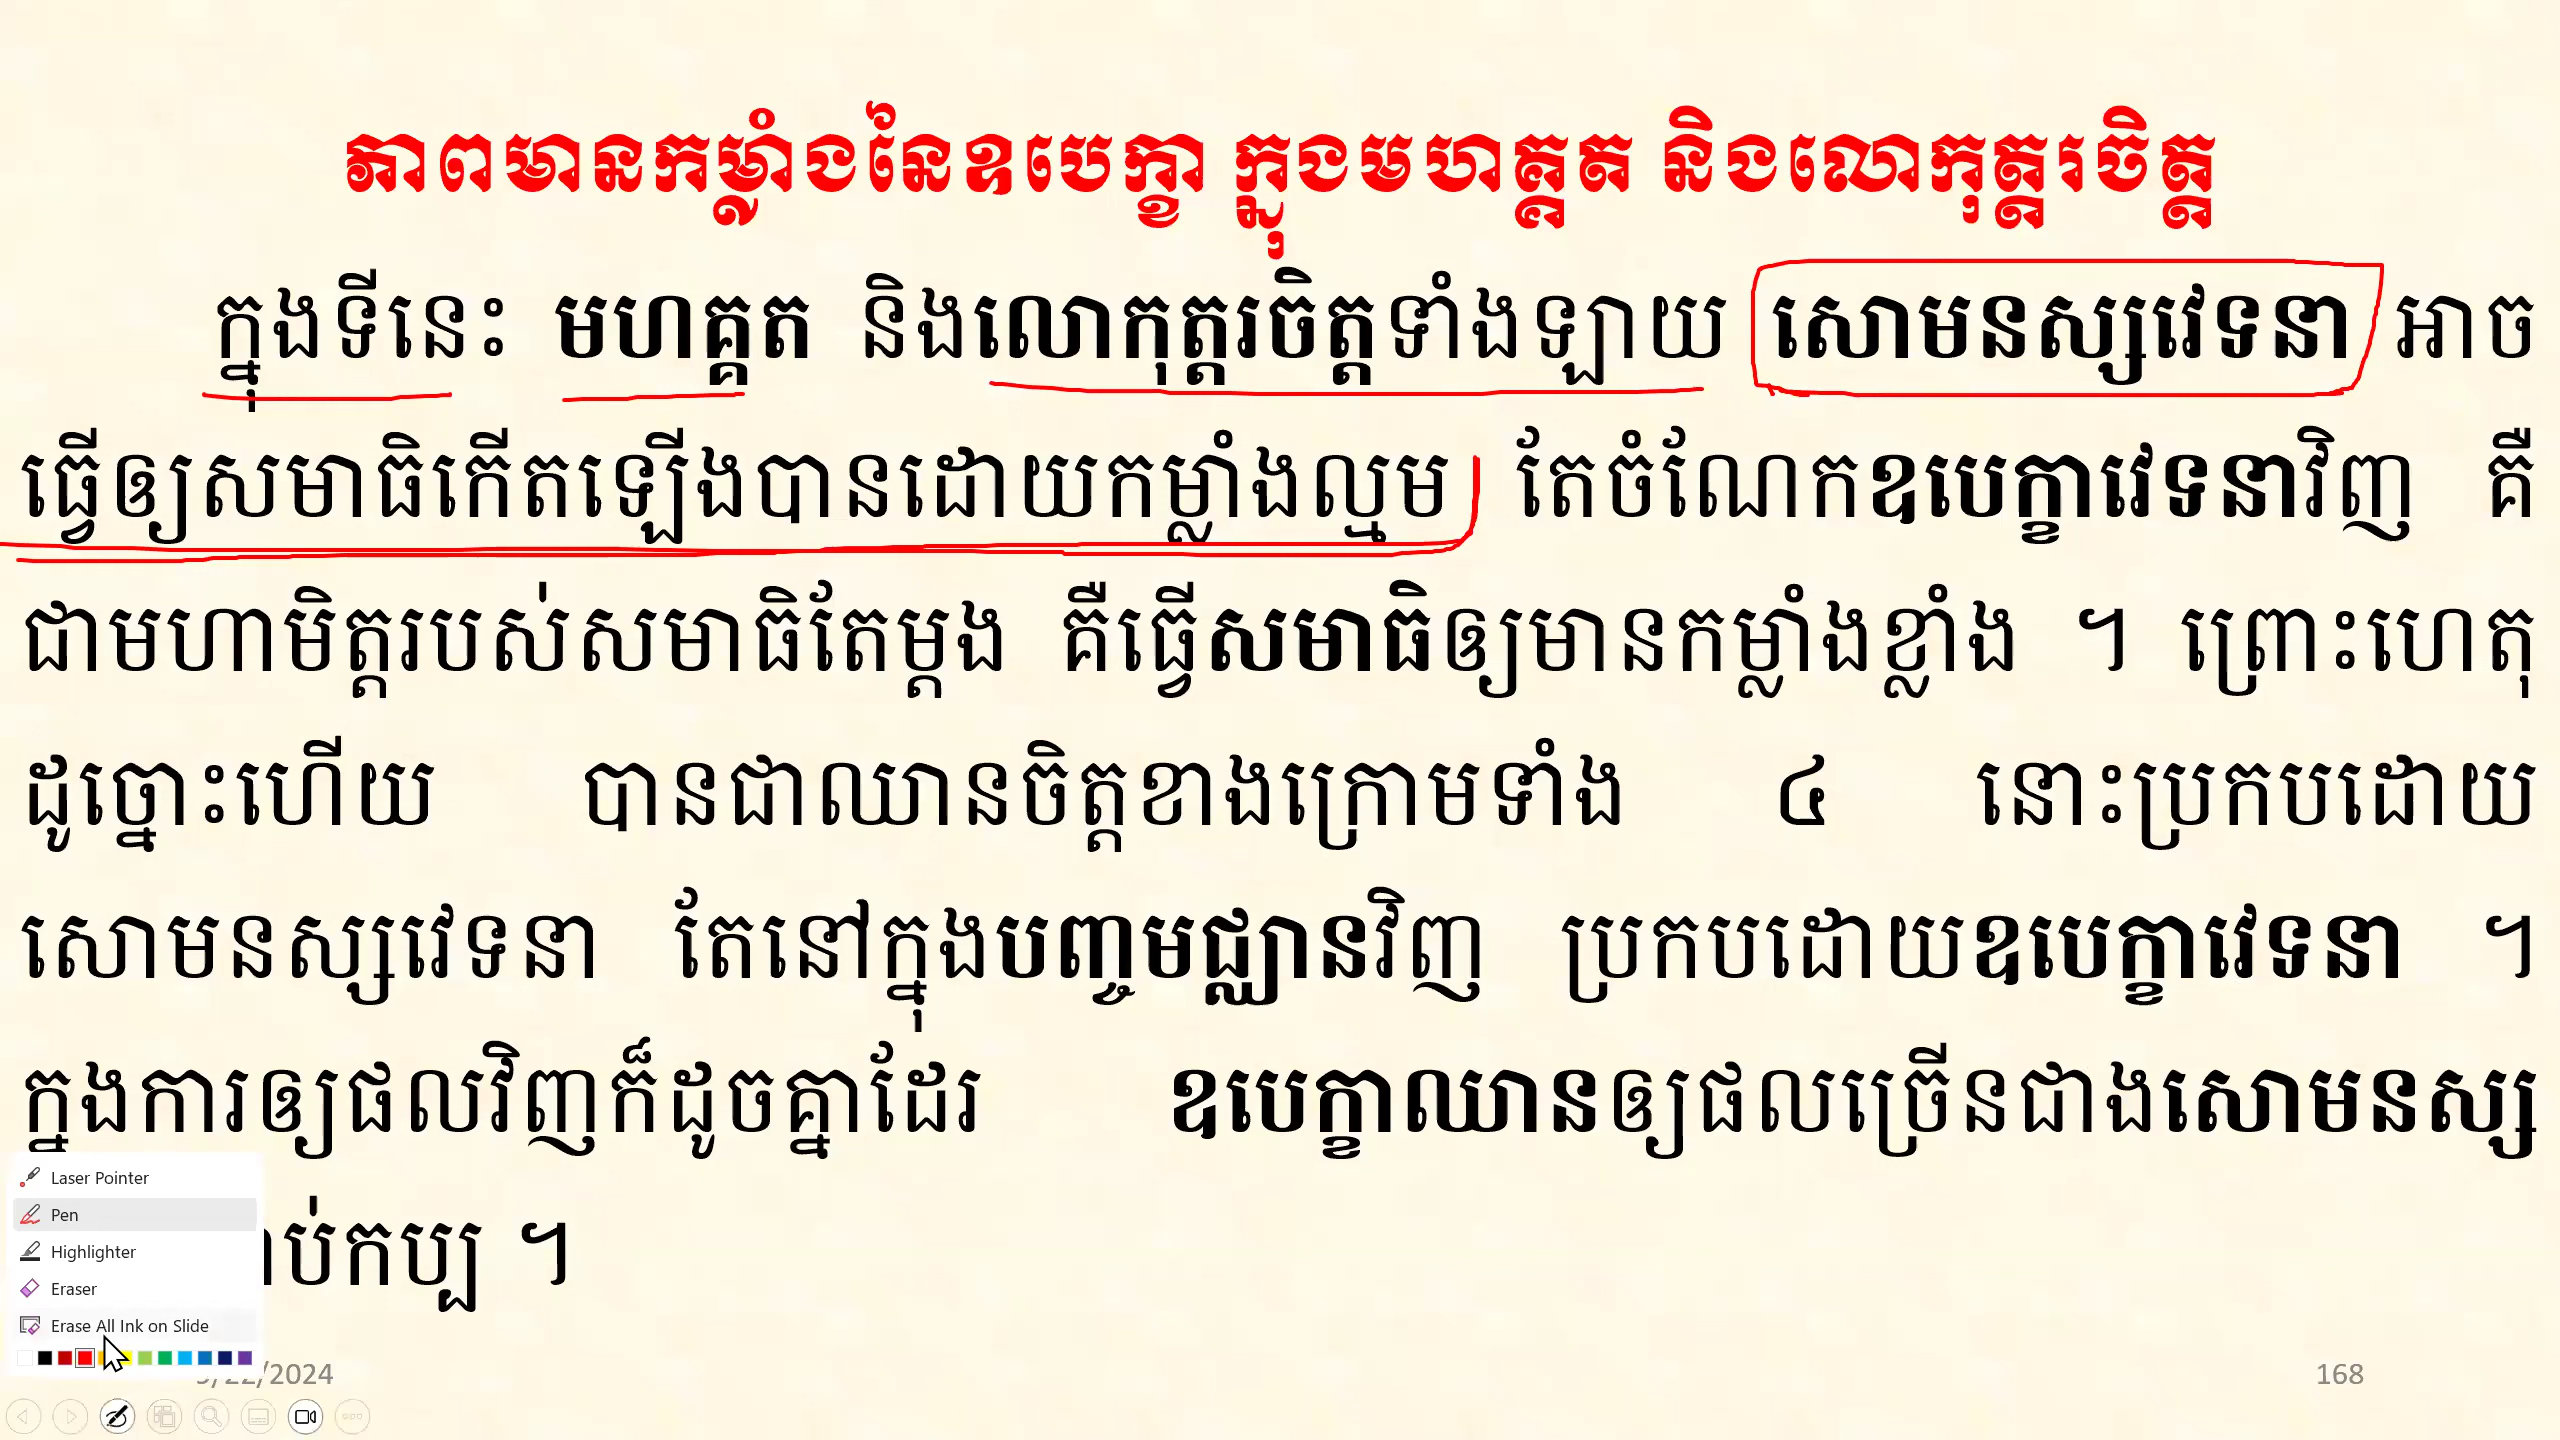 ភាពមានកម្លាំងនៃឧបេក្ខា ក្នុងមហគ្គត និងលោកុត្តរចិត្ត
ក្នុងទីនេះ មហគ្គត និងលោកុត្តរចិត្តទាំងឡាយ សោមនស្សវេទនា អាច
ធ្វើឲ្យសមាធិកើតឡើងបានដោយកម្លាំងល្មម តែចំណែកឧបេក្ខាវេទនាវិញ គឺ
ជាមហាមិត្តរបស់សមាធិតែម្តង គឺធ្វើសមាធិឲ្យមានកម្លាំងខ្លាំង ។ ព្រោះហេតុ
ដូច្នោះហើយ បានជាឈានចិត្តខាងក្រោមទាំង ៤ នោះប្រកបដោយ
សោមនស្សវេទនា តែនៅក្នុងបញ្ចមជ្ឈានវិញ ប្រកបដោយឧបេក្ខាវេទនា ។
ក្នុងការឲ្យផលវិញក៏ដូចគ្នាដែរ ឧបេក្ខាឈានឲ្យផលច្រើនជាងសោមនស្ស
កប្ប ។
Laser Pointer
Pen
Highlighter
Eraser
Erase All Ink on Slide
/2024
168